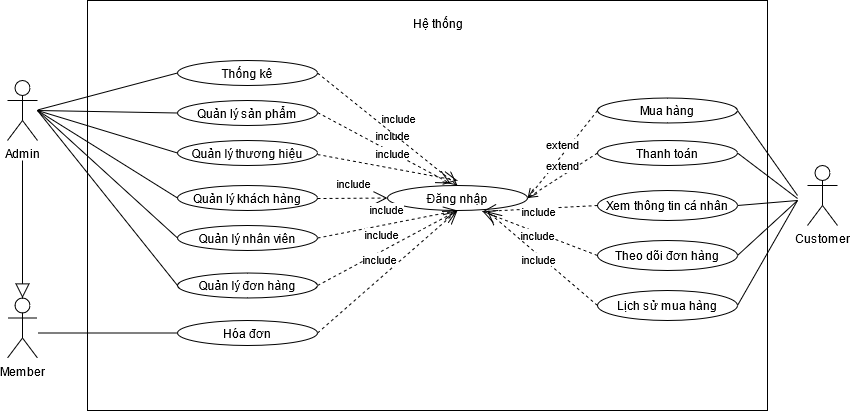 Hệ thống
Thống kê
Quản lý sản phẩm
Quản lý thương hiệu
Quản lý khách hàng
Quản lý nhân viên
Quản lý đơn hàng
Hóa đơn
Admin
Member
include
include
include
include
include
include
include
Đăng nhập
extend
extend
include
include
include
Mua hàng
Thanh toán
Xem thông tin cá nhân
Theo dõi đơn hàng
Lịch sử mua hàng
Customer